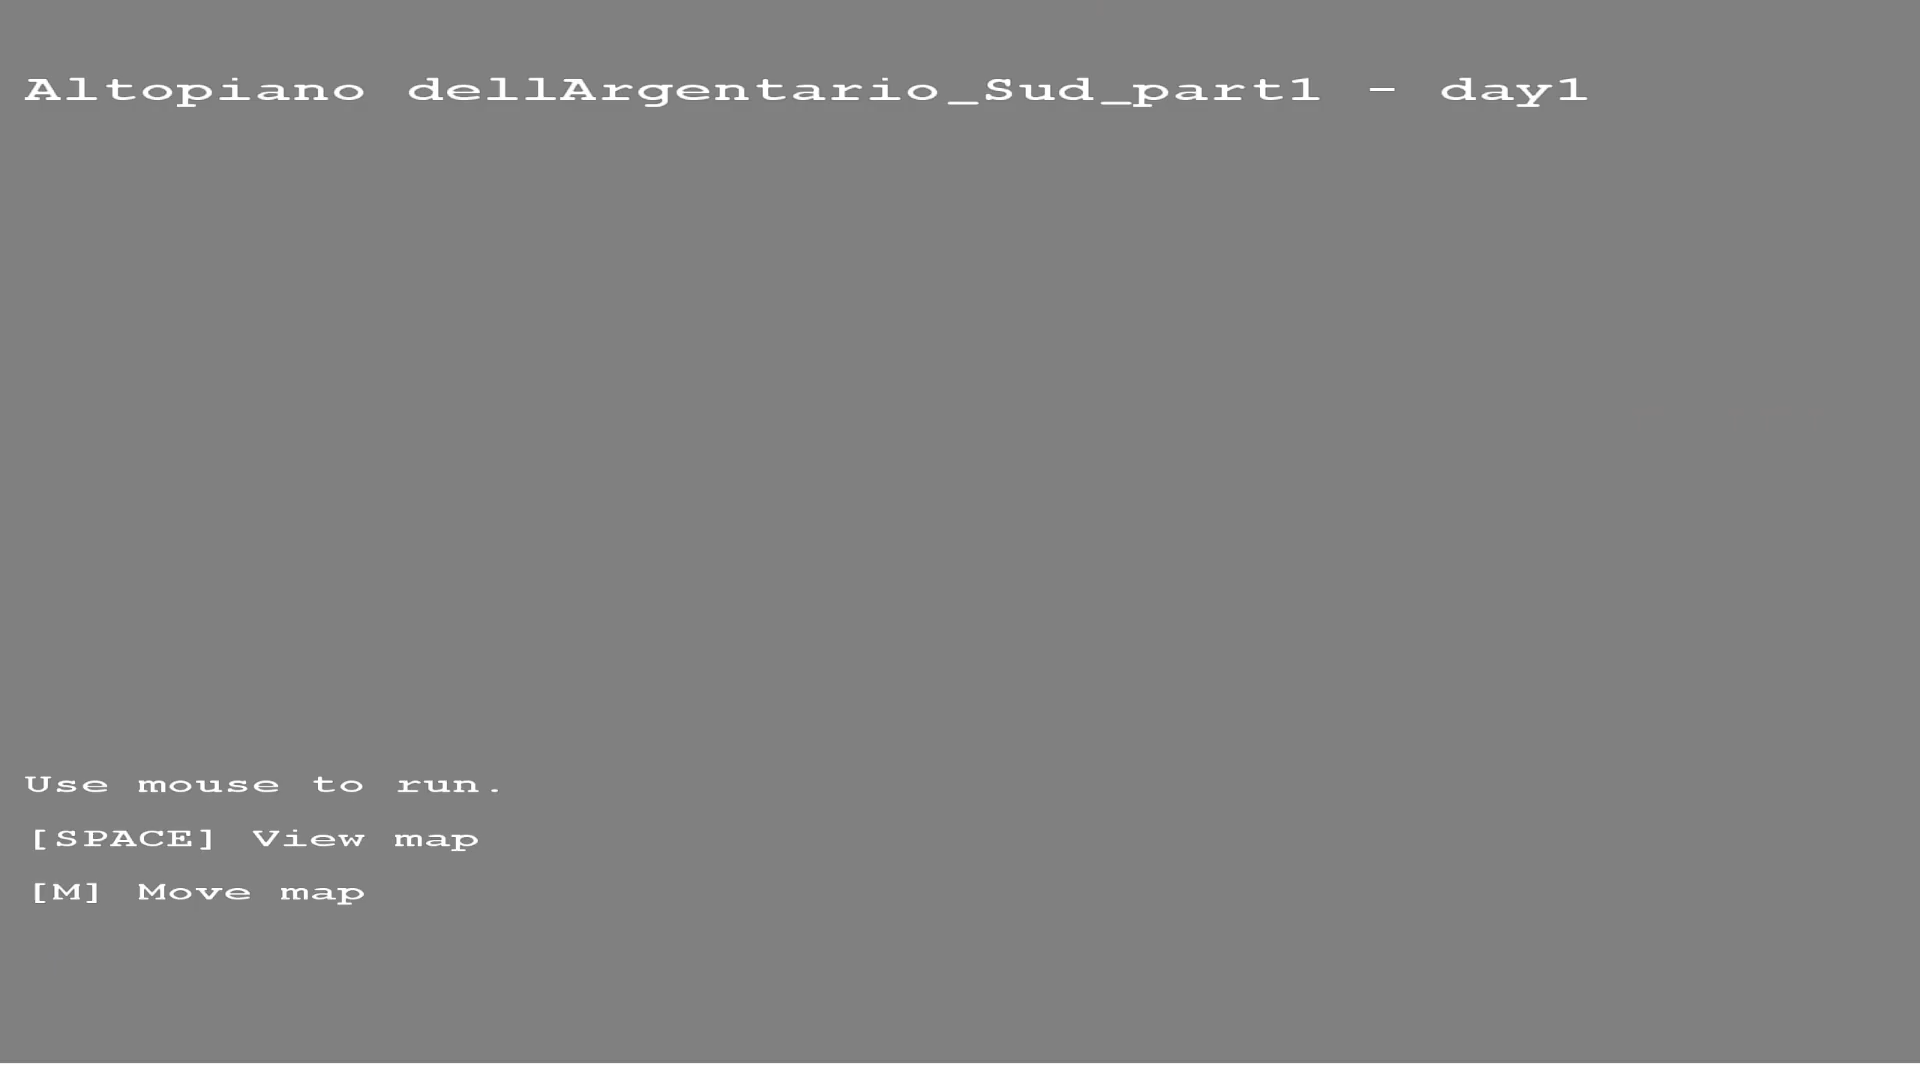 Altopiano dellArgentario_Sud_part1 - day1
Use mouse to run.
[SPACE] View map
[M] Move map